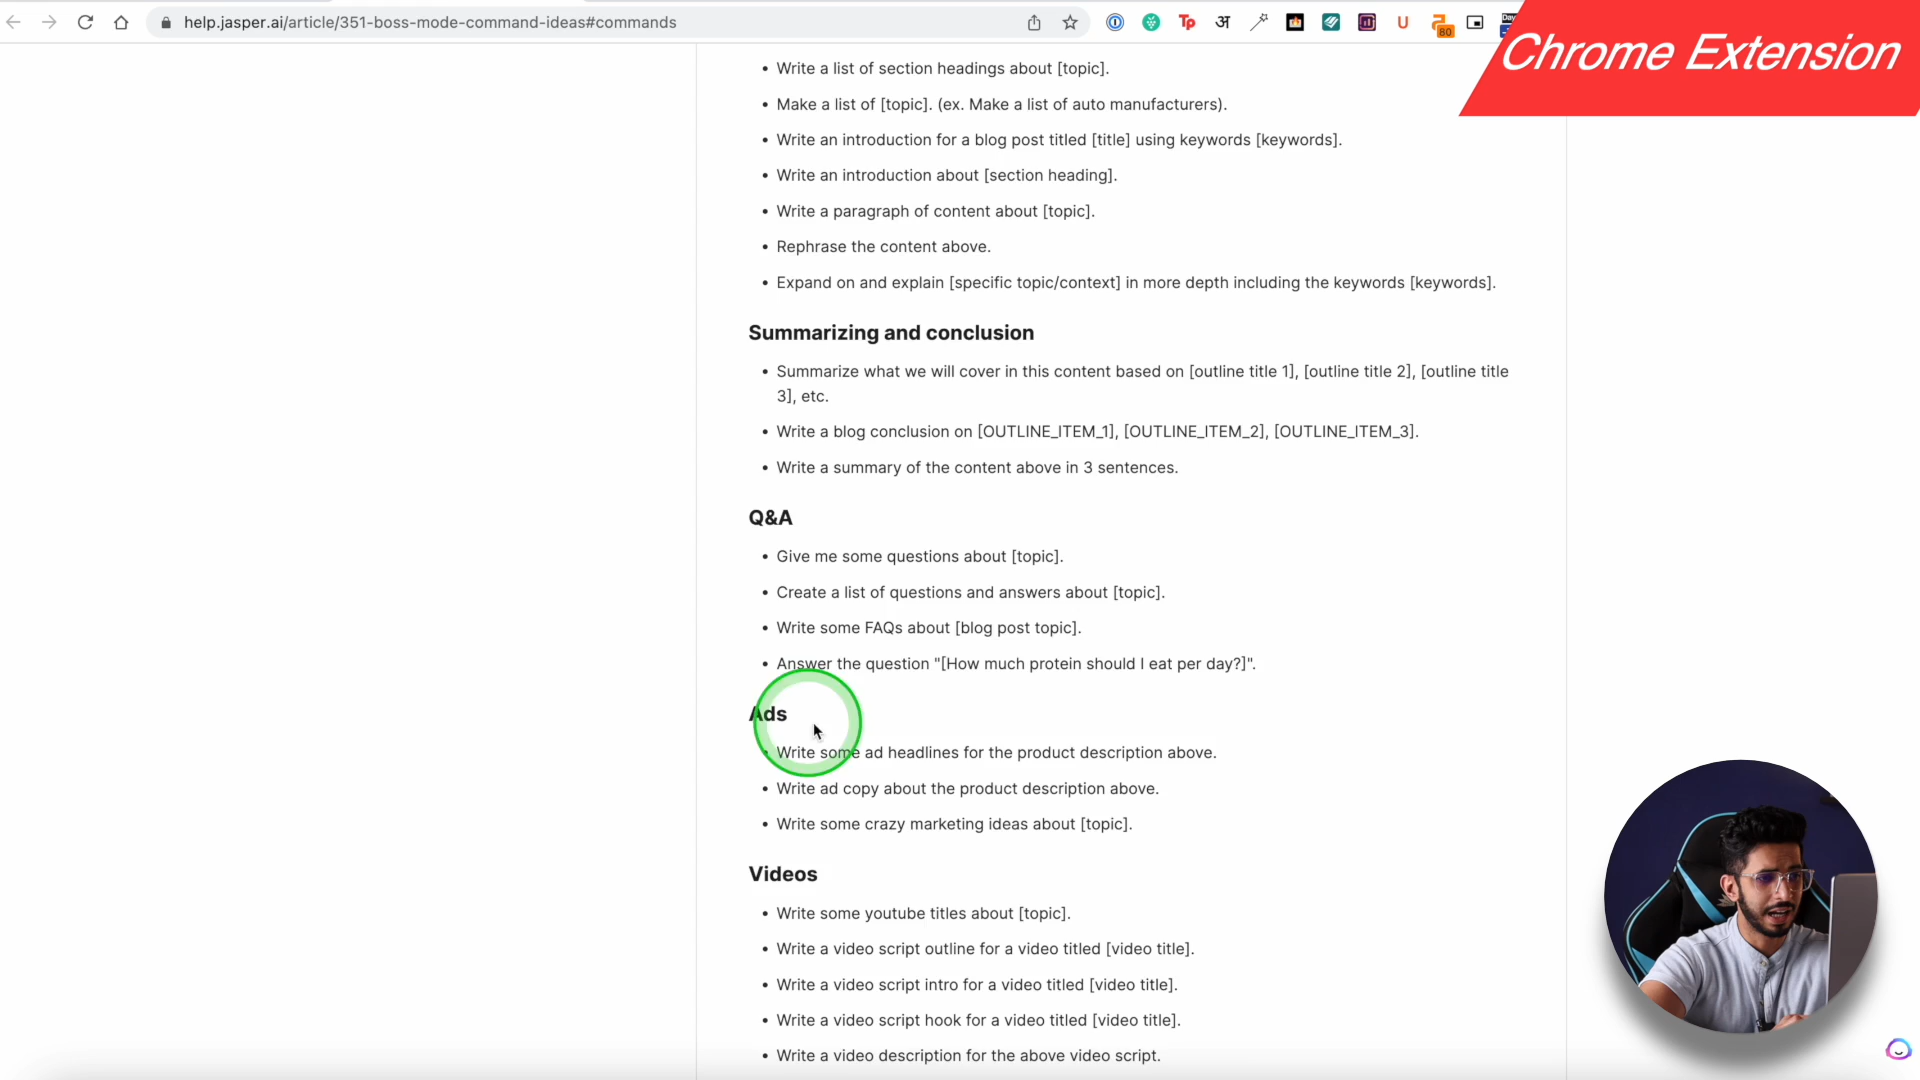 help.jasper.ai/article/351-boss-mode-command-ideas#commands
Chrome Extension
• Write a list of section headings about [topic].
• Make a list of [topic]. (ex. Make a list of auto manufacturers).
• Write an introduction for a blog post titled [title] using keywords [keywords].
• Write an introduction about [section heading].
• Write a paragraph of content about [topic].
• Rephrase the content above.
• Expand on and explain [specific topic/context] in more depth including the keywords [keywords].
Summarizing and conclusion
• Summarize what we will cover in this content based on [outline title 1], [outline title 2], [outline title
3], etc.
• Write a blog conclusion on [OUTLINE_ITEM_1], [OUTLINE_ITEM_2], [OUTLINE_ITEM_3].
• Write a summary of the content above in 3 sentences.
Q&A
• Give me some questions about [topic].
• Create a list of questions and answers about [topic].
• Write some FAQs about [blog post topic].
• Answer the question "[How much protein should I eat per day?]".
Ads
• Write some ad headlines for the product description above.
• Write ad copy about the product description above.
• Write some crazy marketing ideas about [topic].
Videos
• Write some youtube titles about [topic].
• Write a video script outline for a video titled [video title].
• Write a video script intro for a video titled [video title].
• Write a video script hook for a video titled [video title].
• Write a video description for the above video script.